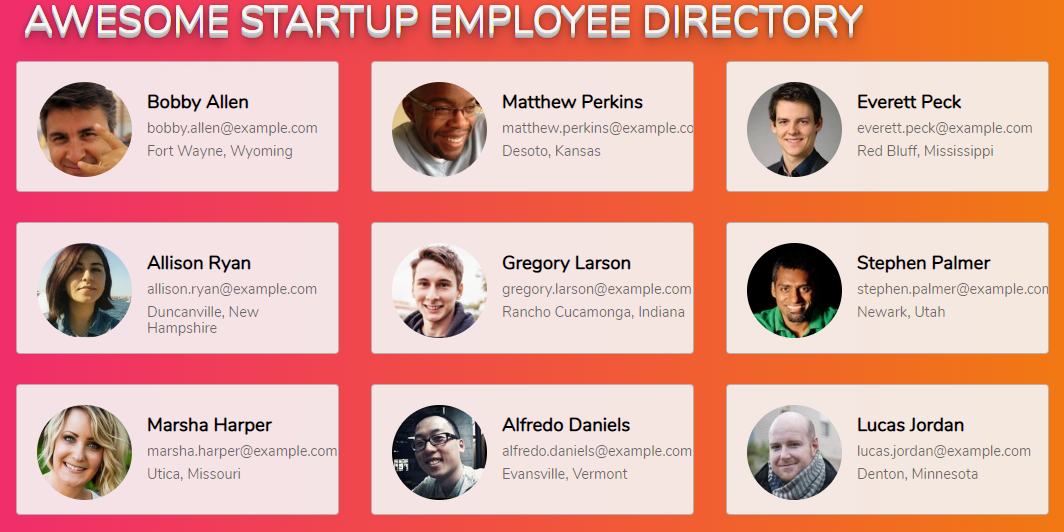 AWESOME STARTUP EMPLOYEE DIRECTORY
Bobby Allen
bobby.allen@example.com
Fort Wayne, Wyoming
Matthew Perkins
matthew.perkins@example.co
Desoto, Kansas
Everett Peck
everett.peck@example.com
Red Bluff, Mississippi
Allison Ryan
allison.ryan@example.com
Duncanville, New
Hampshire
Gregory Larson
gregory.larson@example.com
Rancho Cucamonga, Indiana
Stephen Palmer
stephen.palmer@example.con
Newark, Utah
Marsha Harper
marsha.harper@example.com
Utica, Missouri
Alfredo Daniels
alfredo.daniels@example.com
Evansville, Vermont
Lucas Jordan
lucas.jordan@example.com
Denton, Minnesota